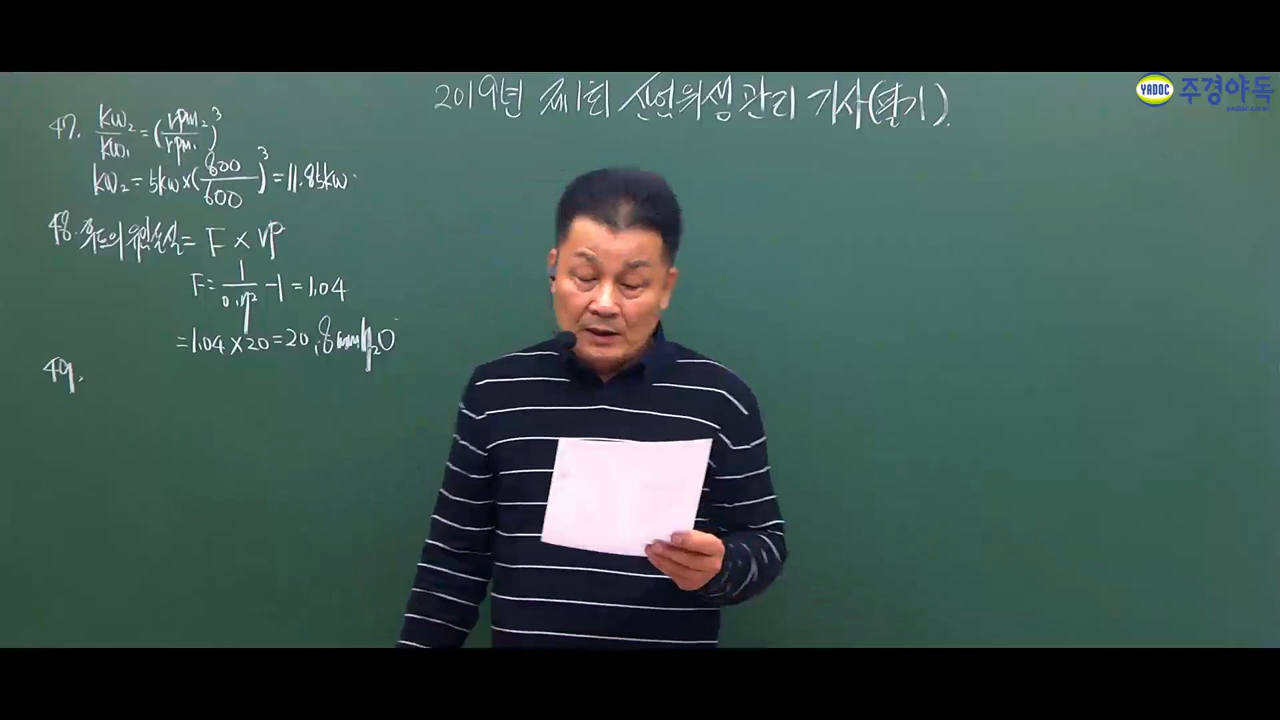 2019년 제1회 산업위생관리기사(필기).
YADOC 주경야독
yadoc.co.kr
47. kW₂/kW₁ = (rpm₂/rpm₁)³
kW₂ = 5kW × (800/600)³ = 11.85kW.
48. 후드의 유입손실 = F × VP
F = 1/0.7² - 1 = 1.04
= 1.04 × 20 = 20.8mmH₂O
49.